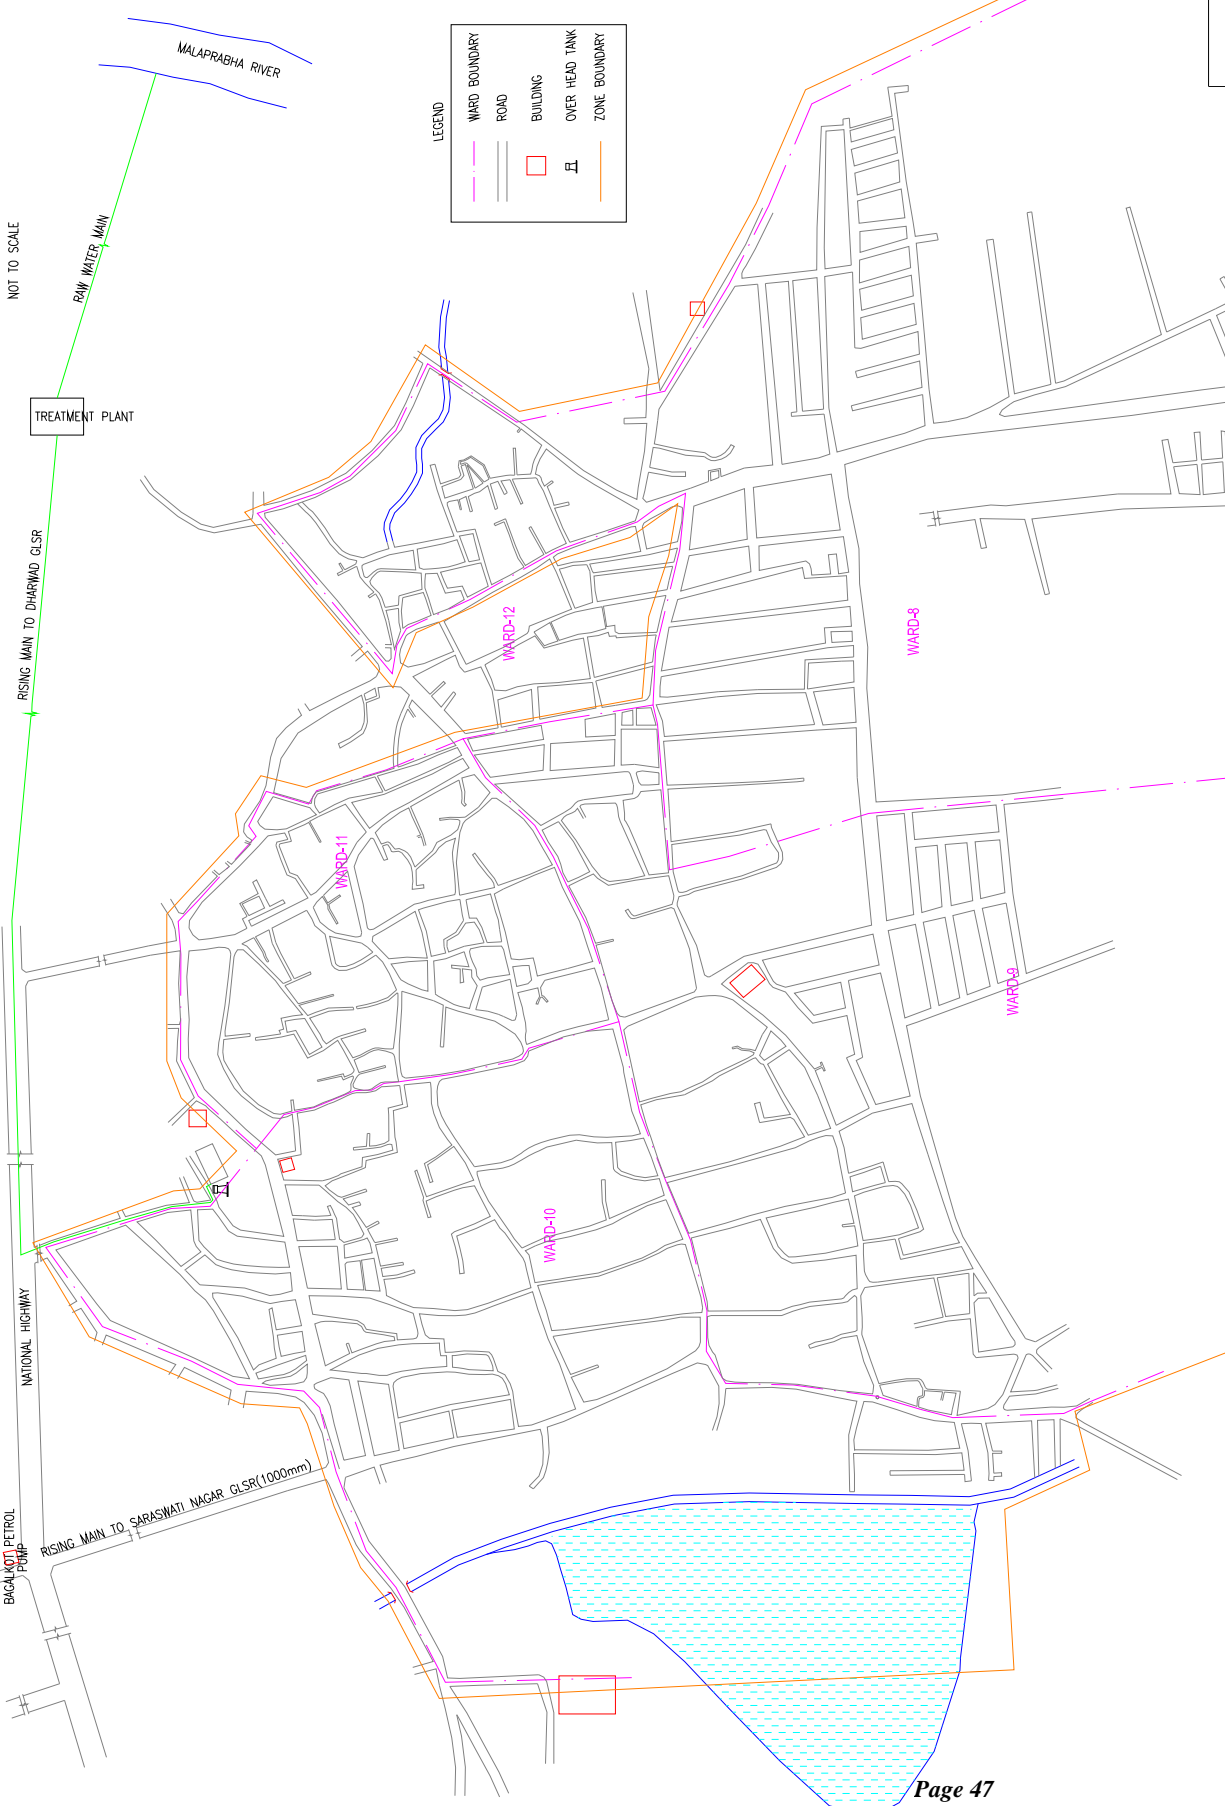 NOT TO SCALE
MALAPRABHA RIVER
RAW WATER MAIN
TREATMENT PLANT
RISING MAIN TO DHARWAD GLSR
LEGEND
WARD BOUNDARY
ROAD
BUILDING
OVER HEAD TANK
ZONE BOUNDARY
WARD-12
WARD-8
WARD-11
WARD-9
WARD-10
NATIONAL HIGHWAY
RISING MAIN TO SARASWATI NAGAR GLSR(1000mm)
BAGALKOT PETROL
PUMP
Page 47